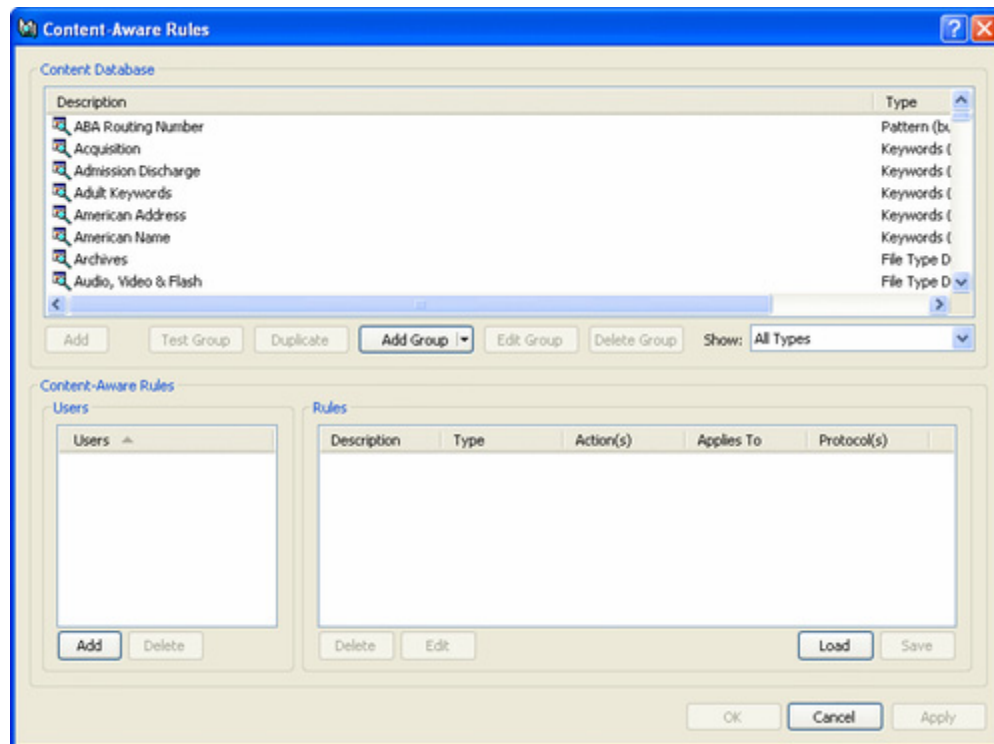 Content-Aware Rules
Content Database
Description Type
ABA Routing Number Pattern (bu
Acquisition Keywords (
Admission Discharge Keywords (
Adult Keywords Keywords (
American Address Keywords (
American Name Keywords (
Archives File Type D
Audio, Video & Flash File Type D
Add Test Group Duplicate Add Group Edit Group Delete Group Show: All Types
Content-Aware Rules
Users Rules
Users Description Type Action(s) Applies To Protocol(s)
Add Delete Delete Edit Load Save
OK Cancel Apply